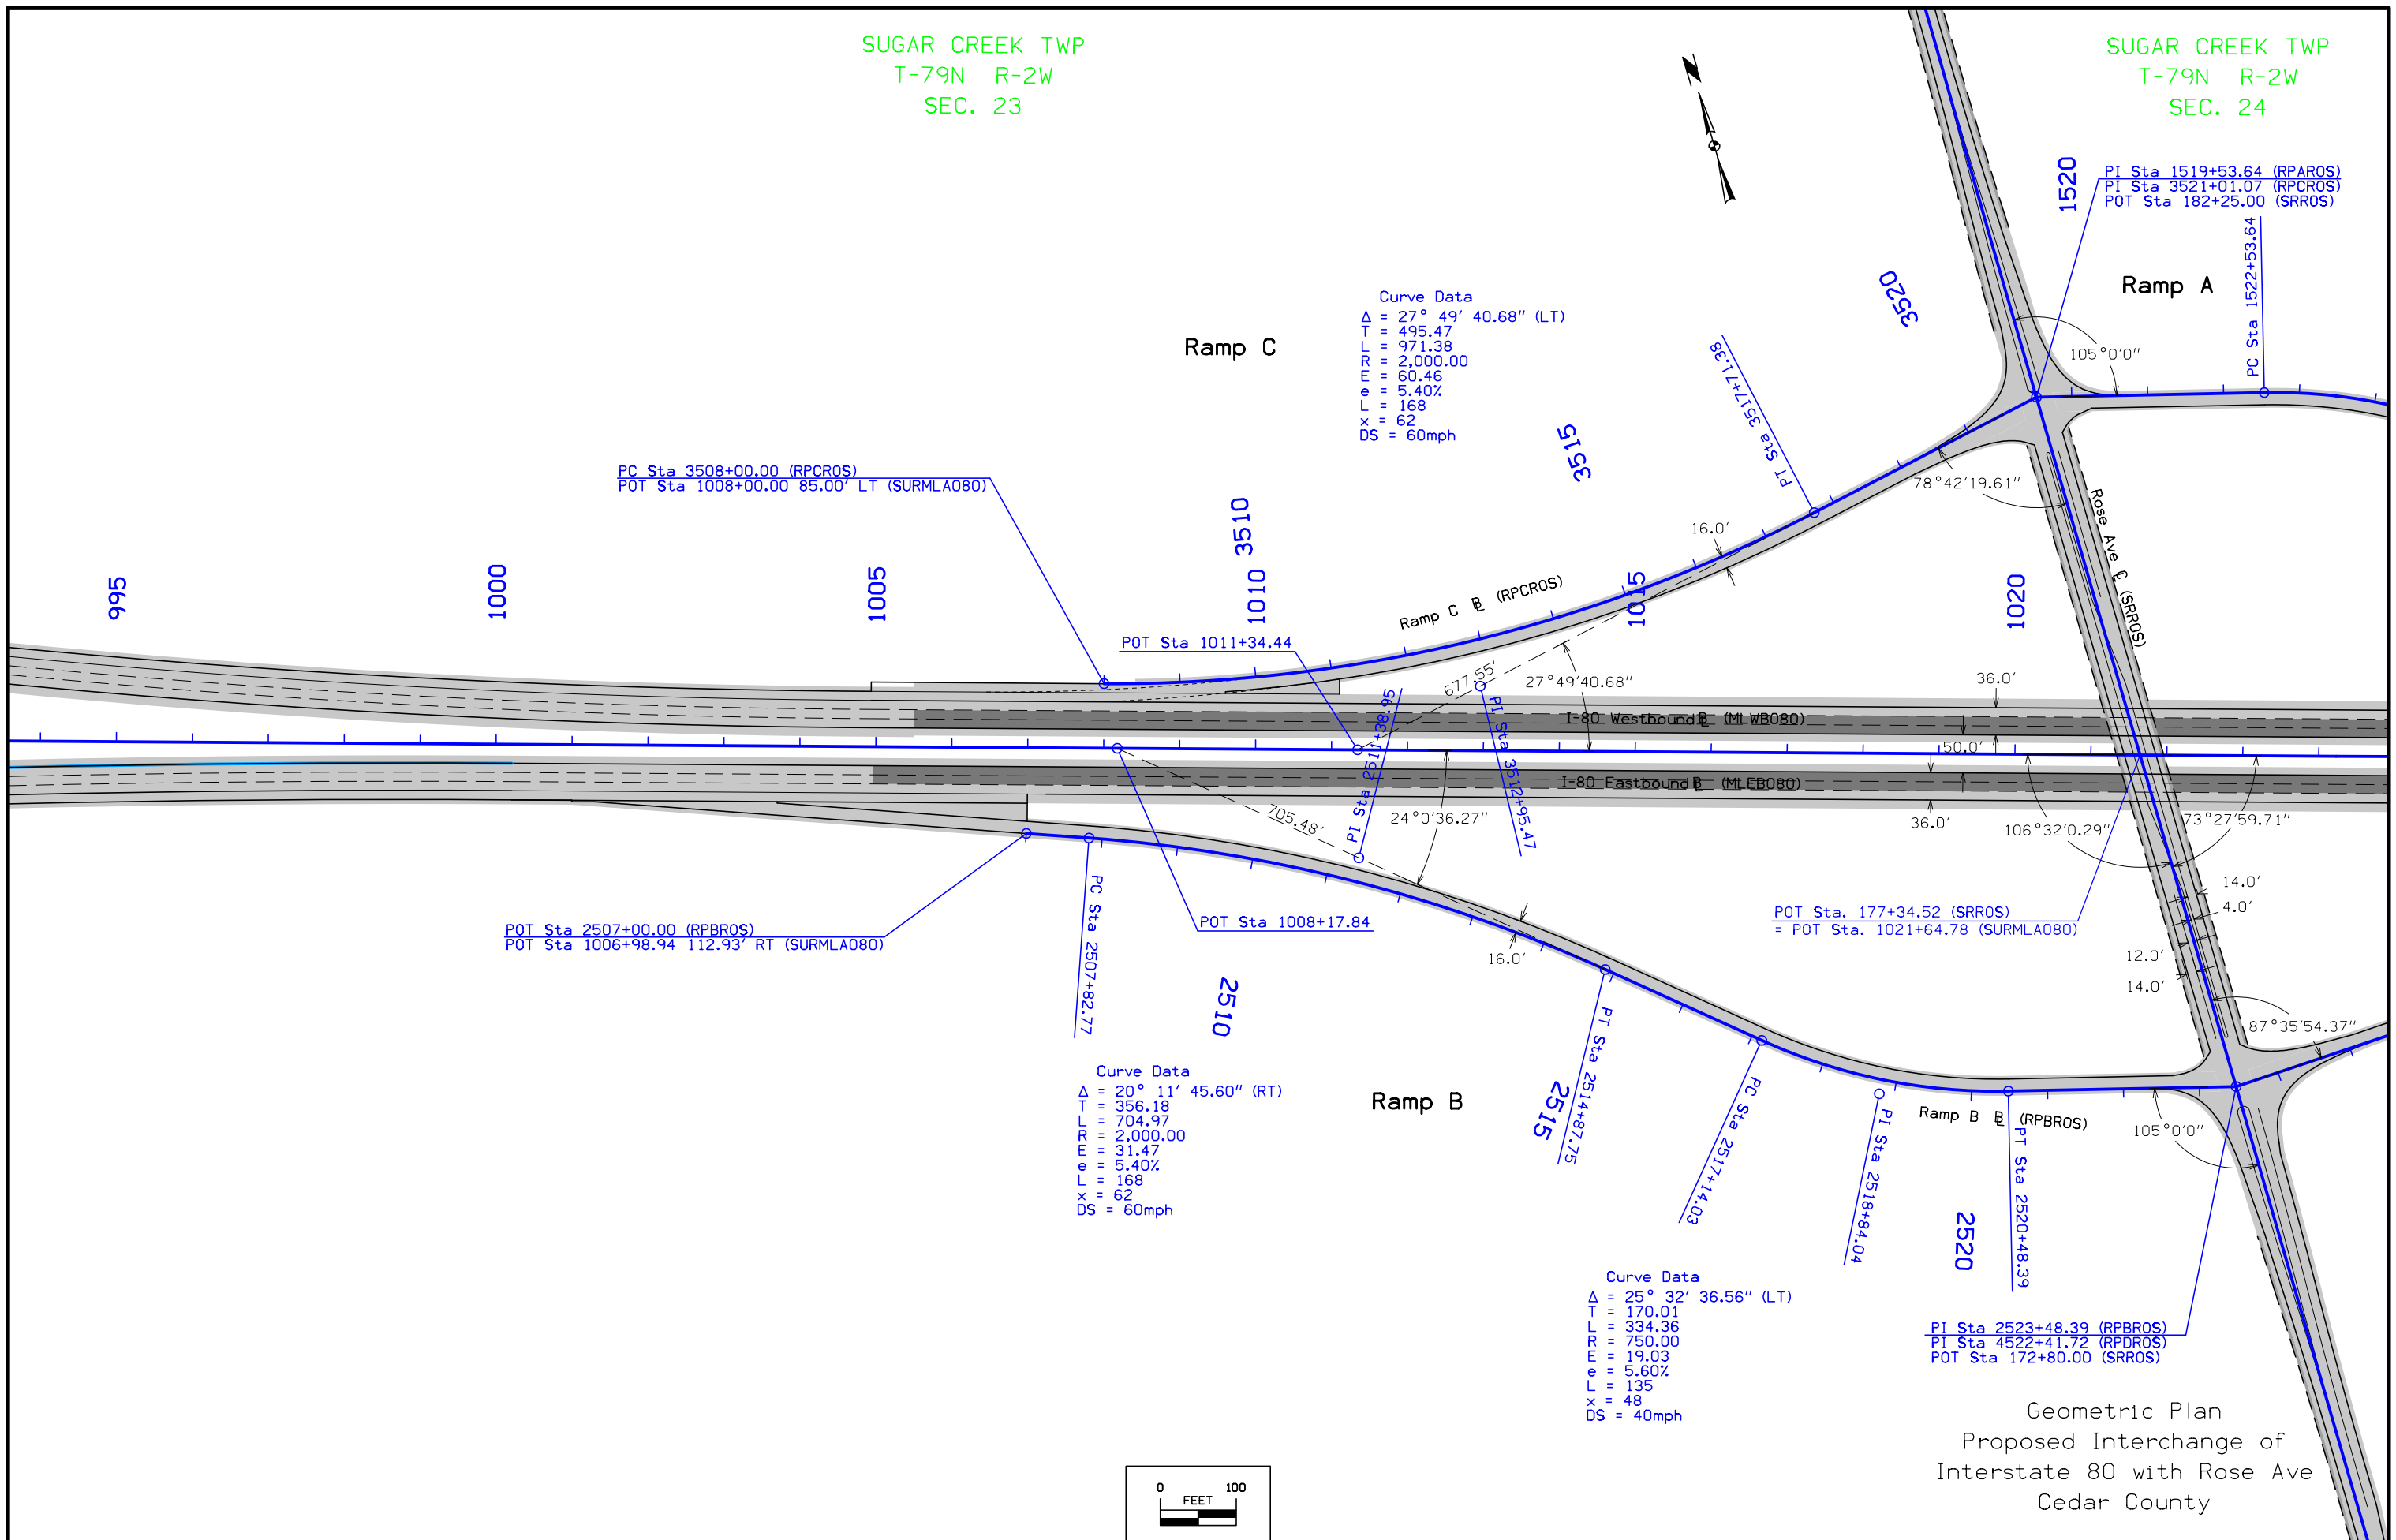 SUGAR CREEK TWP
T-79N R-2W
SEC. 23
SUGAR CREEK TWP
T-79N R-2W
SEC. 24
N
1520
PI Sta 1519+53.64 (RPAROS)
PI Sta 3521+01.07 (RPCROS)
POT Sta 182+25.00 (SRROS)
PC Sta 1522+53.64
Ramp A
105°0'0"
3520
Ramp C
Curve Data
Δ = 27° 49' 40.68" (LT)
T = 495.47
L = 971.38
R = 2,000.00
E = 60.46
e = 5.40%
L = 168
x = 62
DS = 60mph
PT Sta 3517+71.38
3515
78°42'19.61"
PC Sta 3508+00.00 (RPCROS)
POT Sta 1008+00.00 85.00' LT (SURMLA080)
3510
16.0'
Rose Ave ℄ (SRROS)
995
1000
1005
1010
1015
1020
Ramp C B̲L (RPCROS)
POT Sta 1011+34.44
677.55'
27°49'40.68"
36.0'
I-80 Westbound BL (MLWB080)
50.0'
I-80 Eastbound BL (MLEB080)
PI Sta 2511+38.95
PI Sta 3512+95.47
705.48'
24°0'36.27"
36.0'
106°32'0.29"
73°27'59.71"
14.0'
4.0'
12.0'
14.0'
POT Sta 2507+00.00 (RPBROS)
POT Sta 1006+98.94 112.93' RT (SURMLA080)
PC Sta 2507+82.77
POT Sta 1008+17.84
16.0'
POT Sta. 177+34.52 (SRROS)
= POT Sta. 1021+64.78 (SURMLA080)
2510
PT Sta 2514+87.75
2515
87°35'54.37"
Curve Data
Δ = 20° 11' 45.60" (RT)
T = 356.18
L = 704.97
R = 2,000.00
E = 31.47
e = 5.40%
L = 168
x = 62
DS = 60mph
Ramp B
PC Sta 2517+14.03
PI Sta 2518+84.04
Ramp B BL (RPBROS)
PT Sta 2520+48.39
105°0'0"
2520
Curve Data
Δ = 25° 32' 36.56" (LT)
T = 170.01
L = 334.36
R = 750.00
E = 19.03
e = 5.60%
L = 135
x = 48
DS = 40mph
PI Sta 2523+48.39 (RPBROS)
PI Sta 4522+41.72 (RPDROS)
POT Sta 172+80.00 (SRROS)
Geometric Plan
Proposed Interchange of
Interstate 80 with Rose Ave
Cedar County
0 100
FEET